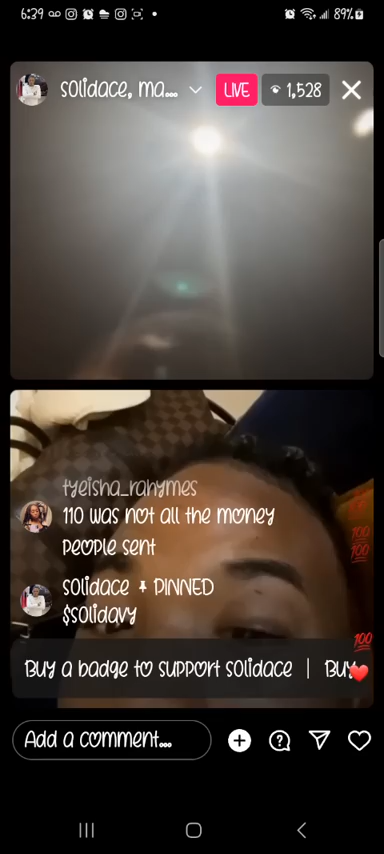 6:39
89%
solidace, ma... LIVE 1,528
tyeisha_rahymes
110 was not all the money
people sent
solidace PINNED
$solidavy
Buy a badge to support solidace | Buy
Add a comment...